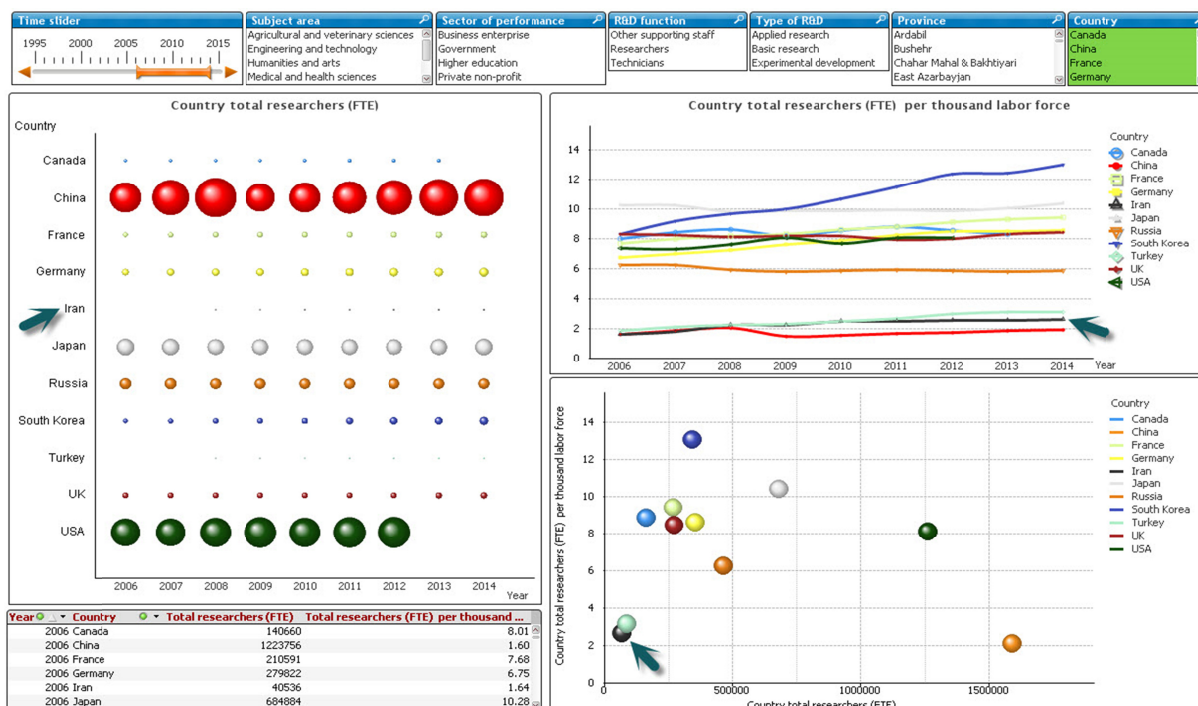 Time slider
1995 2000 2005 2010 2015
Subject area
Agricultural and veterinary sciences
Engineering and technology
Humanities and arts
Medical and health sciences
Sector of performance
Business enterprise
Government
Higher education
Private non-profit
R&D function
Other supporting staff
Researchers
Technicians
Type of R&D
Applied research
Basic research
Experimental development
Province
Ardabil
Bushehr
Chahar Mahal & Bakhtiyari
East Azarbayjan
Country
Canada
China
France
Germany
Country total researchers (FTE)
Country
Canada
China
France
Germany
Iran
Japan
Russia
South Korea
Turkey
UK
USA
2006 2007 2008 2009 2010 2011 2012 2013 2014
Year
Year Country Total researchers (FTE) Total researchers (FTE) per thousand ...
2006 Canada 140660 8.01
2006 China 1223756 1.60
2006 France 210591 7.68
2006 Germany 279822 6.75
2006 Iran 40536 1.64
2006 Japan 684884 10.28
Country total researchers (FTE) per thousand labor force
14
12
10
8
6
4
2
0
2006 2007 2008 2009 2010 2011 2012 2013 2014 Year
Country
Canada
China
France
Germany
Iran
Japan
Russia
South Korea
Turkey
UK
USA
Country total researchers (FTE) per thousand labor force
14
12
10
8
6
4
2
0
0 500000 1000000 1500000
Country total researchers (FTE)
Country
Canada
China
France
Germany
Iran
Japan
Russia
South Korea
Turkey
UK
USA